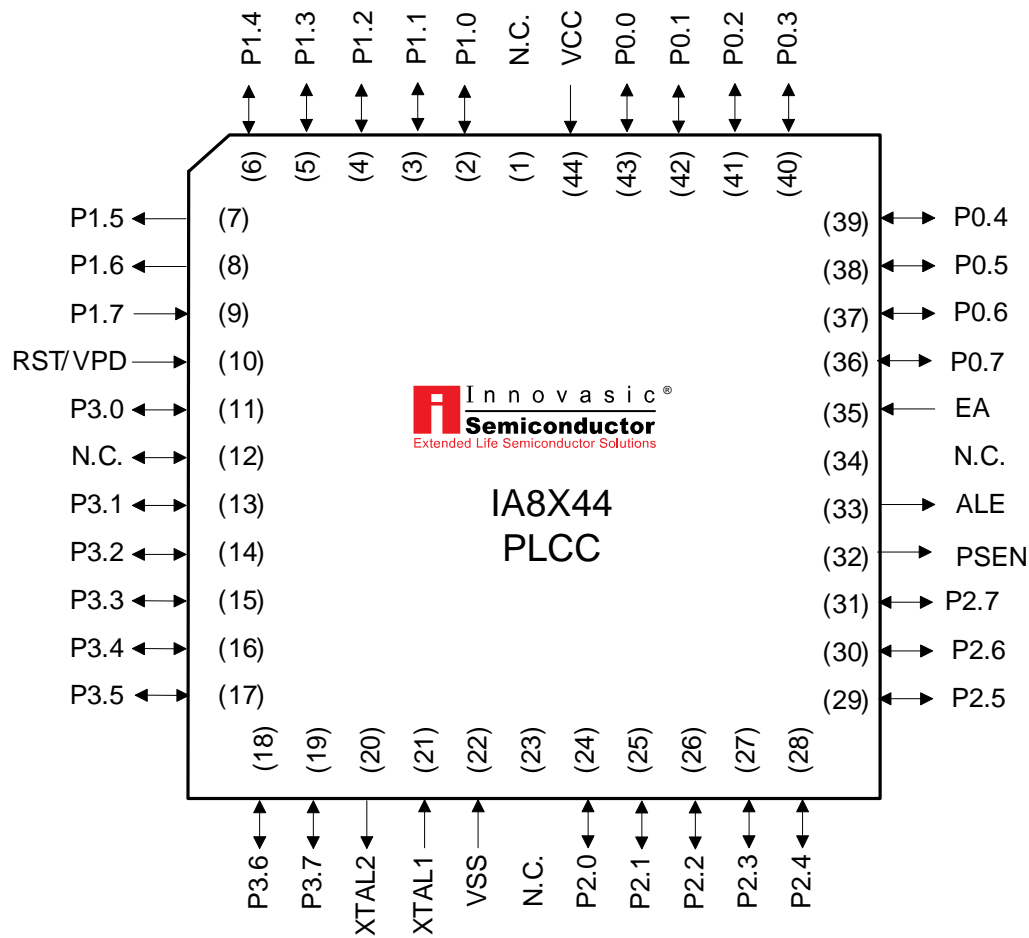 P1.4 P1.3 P1.2 P1.1 P1.0 N.C. VCC P0.0 P0.1 P0.2 P0.3
(6) (5) (4) (3) (2) (1) (44) (43) (42) (41) (40)
P1.5 (7) (39) P0.4
P1.6 (8) (38) P0.5
P1.7 (9) (37) P0.6
RST/VPD (10) (36) P0.7
P3.0 (11) (35) EA
N.C. (12) (34) N.C.
P3.1 (13) (33) ALE
P3.2 (14) (32) PSEN
P3.3 (15) (31) P2.7
P3.4 (16) (30) P2.6
P3.5 (17) (29) P2.5
i Innovasic®
Semiconductor
Extended Life Semiconductor Solutions
IA8X44
PLCC
(18) (19) (20) (21) (22) (23) (24) (25) (26) (27) (28)
P3.6 P3.7 XTAL2 XTAL1 VSS N.C. P2.0 P2.1 P2.2 P2.3 P2.4